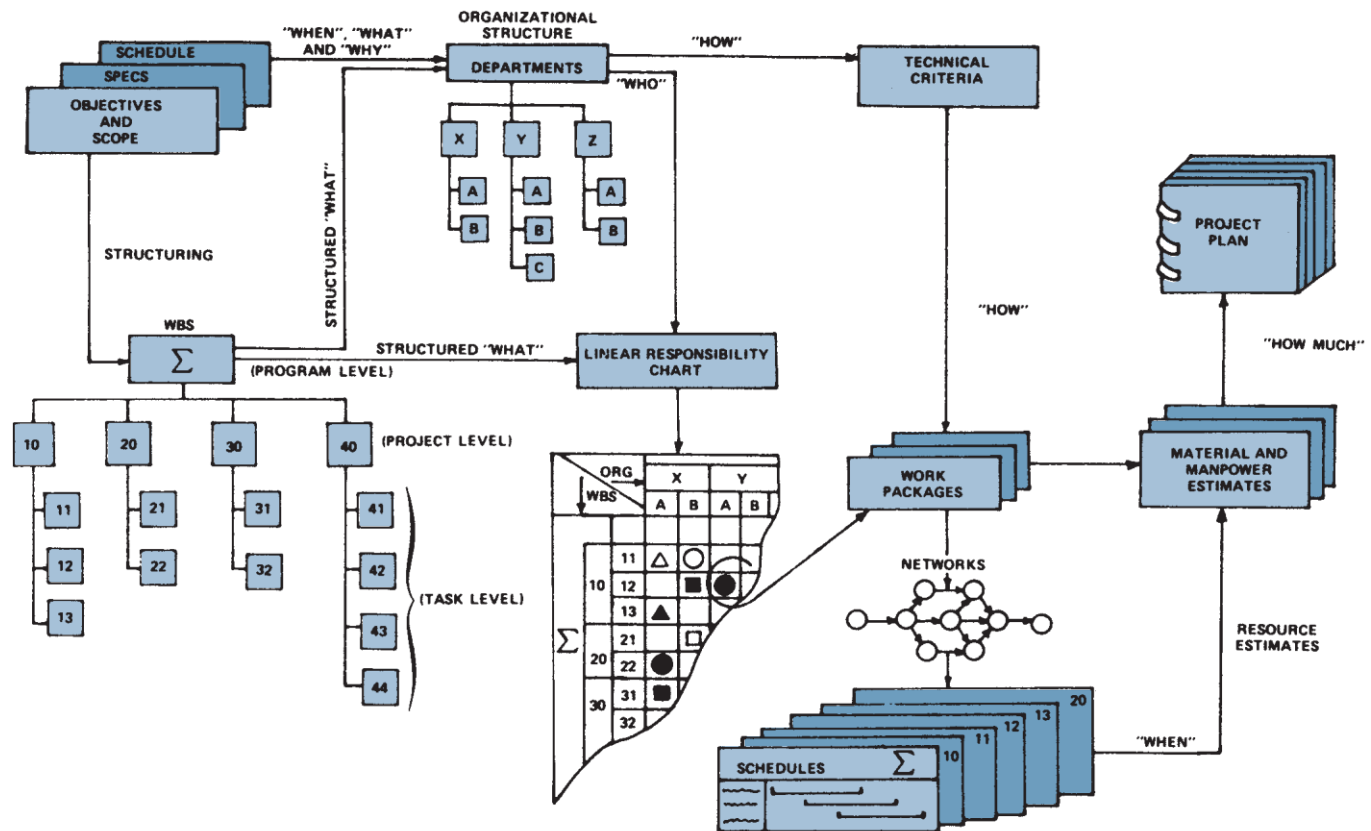 SCHEDULE
SPECS
OBJECTIVES
AND
SCOPE
"WHEN", "WHAT"
AND "WHY"
ORGANIZATIONAL
STRUCTURE
DEPARTMENTS
"HOW"
"WHO"
TECHNICAL
CRITERIA
X
Y
Z
A
A
A
B
B
B
C
STRUCTURING
STRUCTURED "WHAT"
"HOW"
PROJECT
PLAN
"HOW MUCH"
WBS
Σ
(PROGRAM LEVEL)
STRUCTURED "WHAT"
LINEAR RESPONSIBILITY
CHART
10
20
30
40
(PROJECT LEVEL)
11
21
31
41
12
22
32
42
13
43
44
(TASK LEVEL)
ORG
WBS
X
Y
A
B
A
B
Σ
10
11
12
13
20
21
22
30
31
32
WORK
PACKAGES
MATERIAL AND
MANPOWER
ESTIMATES
NETWORKS
RESOURCE
ESTIMATES
"WHEN"
20
13
12
11
10
SCHEDULES Σ